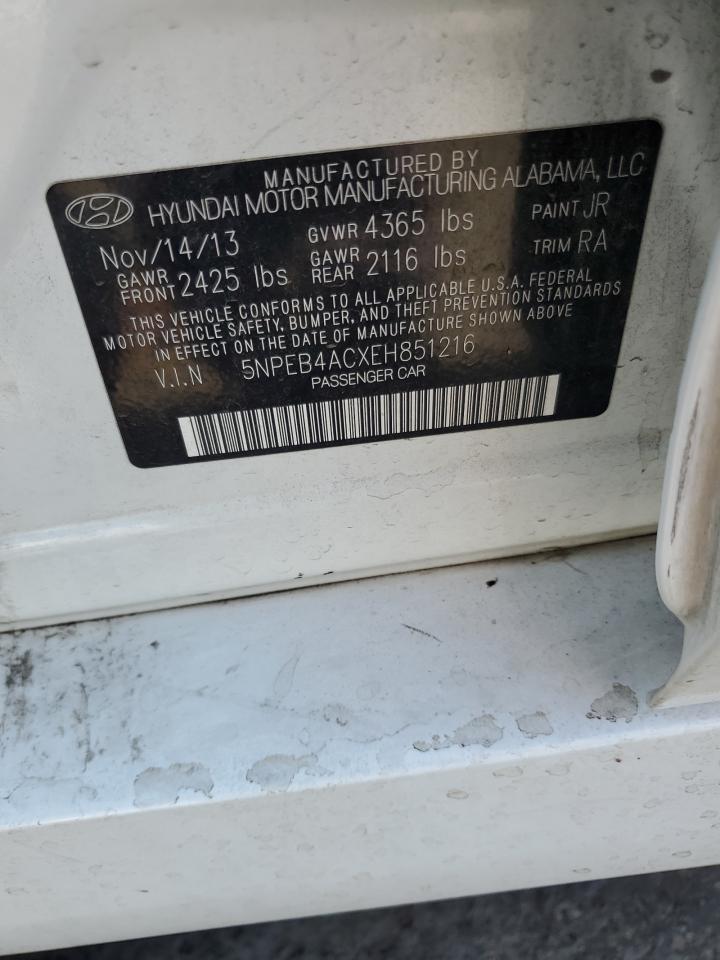 MANUFACTURED BY
HYUNDAI MOTOR MANUFACTURING ALABAMA, LLC
Nov/14/13 GVWR 4365 lbs PAINT JR
GAWR FRONT 2425 lbs GAWR REAR 2116 lbs TRIM RA
THIS VEHICLE CONFORMS TO ALL APPLICABLE U.S.A. FEDERAL
MOTOR VEHICLE SAFETY, BUMPER, AND THEFT PREVENTION STANDARDS
IN EFFECT ON THE DATE OF MANUFACTURE SHOWN ABOVE
V.I.N 5NPEB4ACXEH851216
PASSENGER CAR